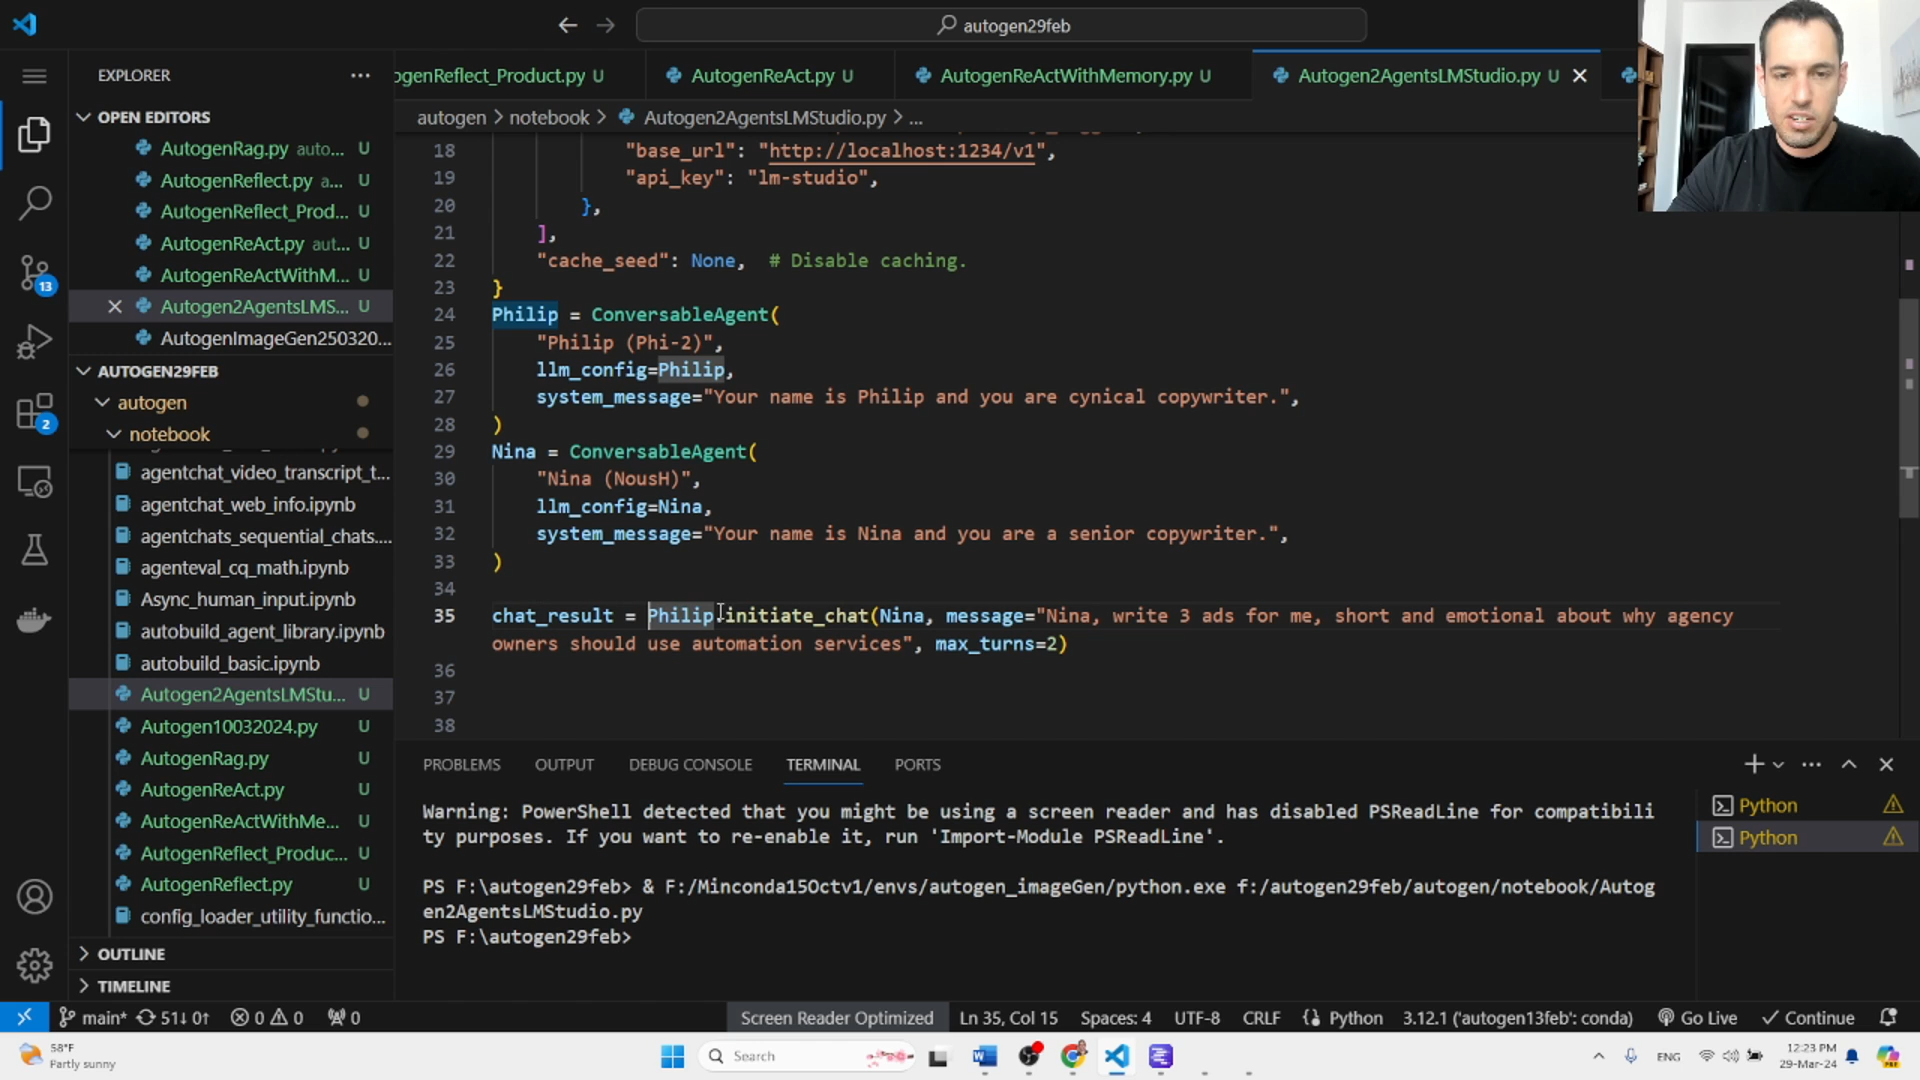 autogen29feb
EXPLORER
OPEN EDITORS
AutogenRag.py auto... U
AutogenReflect.py a... U
AutogenReflect_Prod... U
AutogenReAct.py aut... U
AutogenReActWithM... U
Autogen2AgentsLMS... U
AutogenImageGen250320...
AUTOGEN29FEB
autogen
notebook
agentchat_video_transcript_t...
agentchat_web_info.ipynb
agentchats_sequential_chats....
agenteval_cq_math.ipynb
Async_human_input.ipynb
autobuild_agent_library.ipynb
autobuild_basic.ipynb
Autogen2AgentsLMStu... U
Autogen10032024.py U
AutogenRag.py U
AutogenReAct.py U
AutogenReActWithMe... U
AutogenReflect_Produc... U
AutogenReflect.py U
config_loader_utility_functio...
OUTLINE
TIMELINE
13
2
ogenReflect_Product.py U
AutogenReAct.py U
AutogenReActWithMemory.py U
Autogen2AgentsLMStudio.py U
autogen > notebook > Autogen2AgentsLMStudio.py > ...
18 "base_url": "http://localhost:1234/v1",
19 "api_key": "lm-studio",
20 },
21 ],
22 "cache_seed": None, # Disable caching.
23 }
24 Philip = ConversableAgent(
25 "Philip (Phi-2)",
26 llm_config=Philip,
27 system_message="Your name is Philip and you are cynical copywriter.",
28 )
29 Nina = ConversableAgent(
30 "Nina (NousH)",
31 llm_config=Nina,
32 system_message="Your name is Nina and you are a senior copywriter.",
33 )
34
35 chat_result = Philip.initiate_chat(Nina, message="Nina, write 3 ads for me, short and emotional about why agency
owners should use automation services", max_turns=2)
36
37
38
PROBLEMS OUTPUT DEBUG CONSOLE TERMINAL PORTS
Warning: PowerShell detected that you might be using a screen reader and has disabled PSReadLine for compatibili
ty purposes. If you want to re-enable it, run 'Import-Module PSReadLine'.
PS F:\autogen29feb> & F:/Minconda15Octv1/envs/autogen_imageGen/python.exe f:/autogen29feb/autogen/notebook/Autog
en2AgentsLMStudio.py
PS F:\autogen29feb>
Python
Python
main* 51↓ 0↑ 0 0 0
Screen Reader Optimized Ln 35, Col 15 Spaces: 4 UTF-8 CRLF Python 3.12.1 ('autogen13feb': conda) Go Live Continue
58°F
Partly sunny
Search
ENG
12:23 PM
29-Mar-24